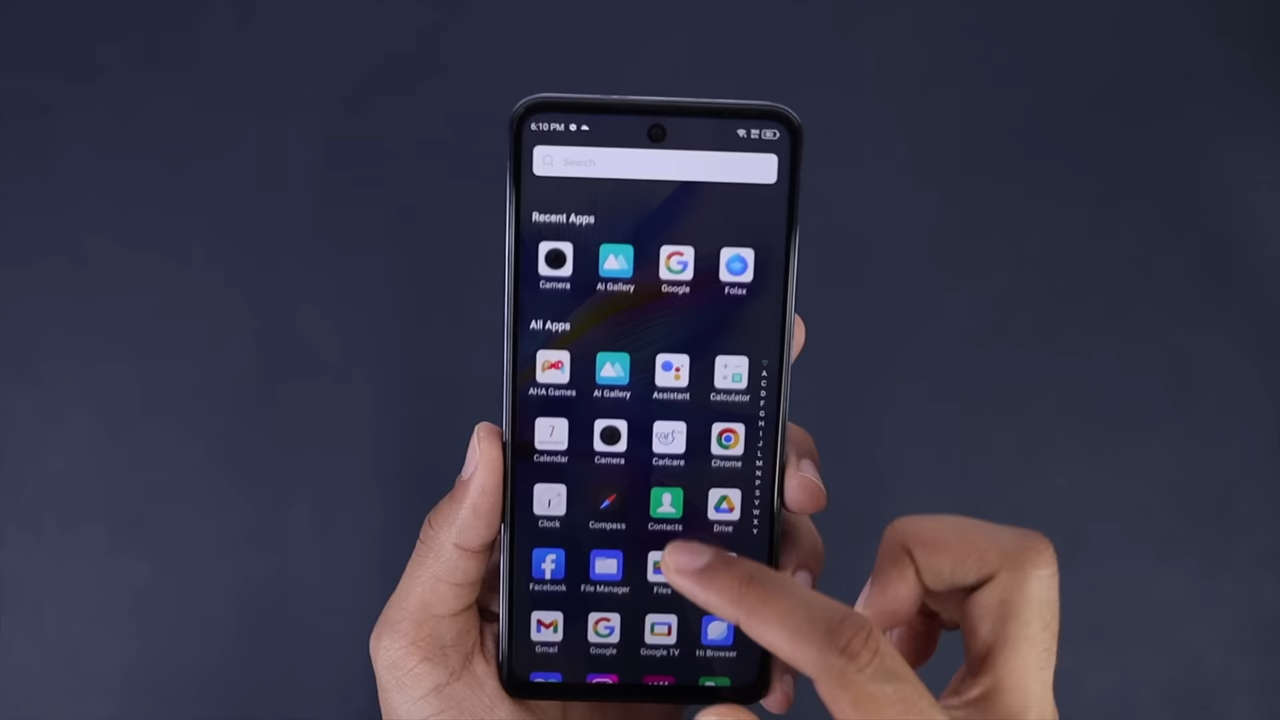 6:10 PM
Search
Recent Apps
Camera AI Gallery Google Folax
All Apps
AHA Games AI Gallery Assistant Calculator
7
Calendar Camera Carlcare Chrome
Clock Compass Contacts Drive
Facebook File Manager Files
Gmail Google Google TV Hi Browser
A
C
D
F
G
H
I
J
L
M
N
P
S
V
W
X
Y